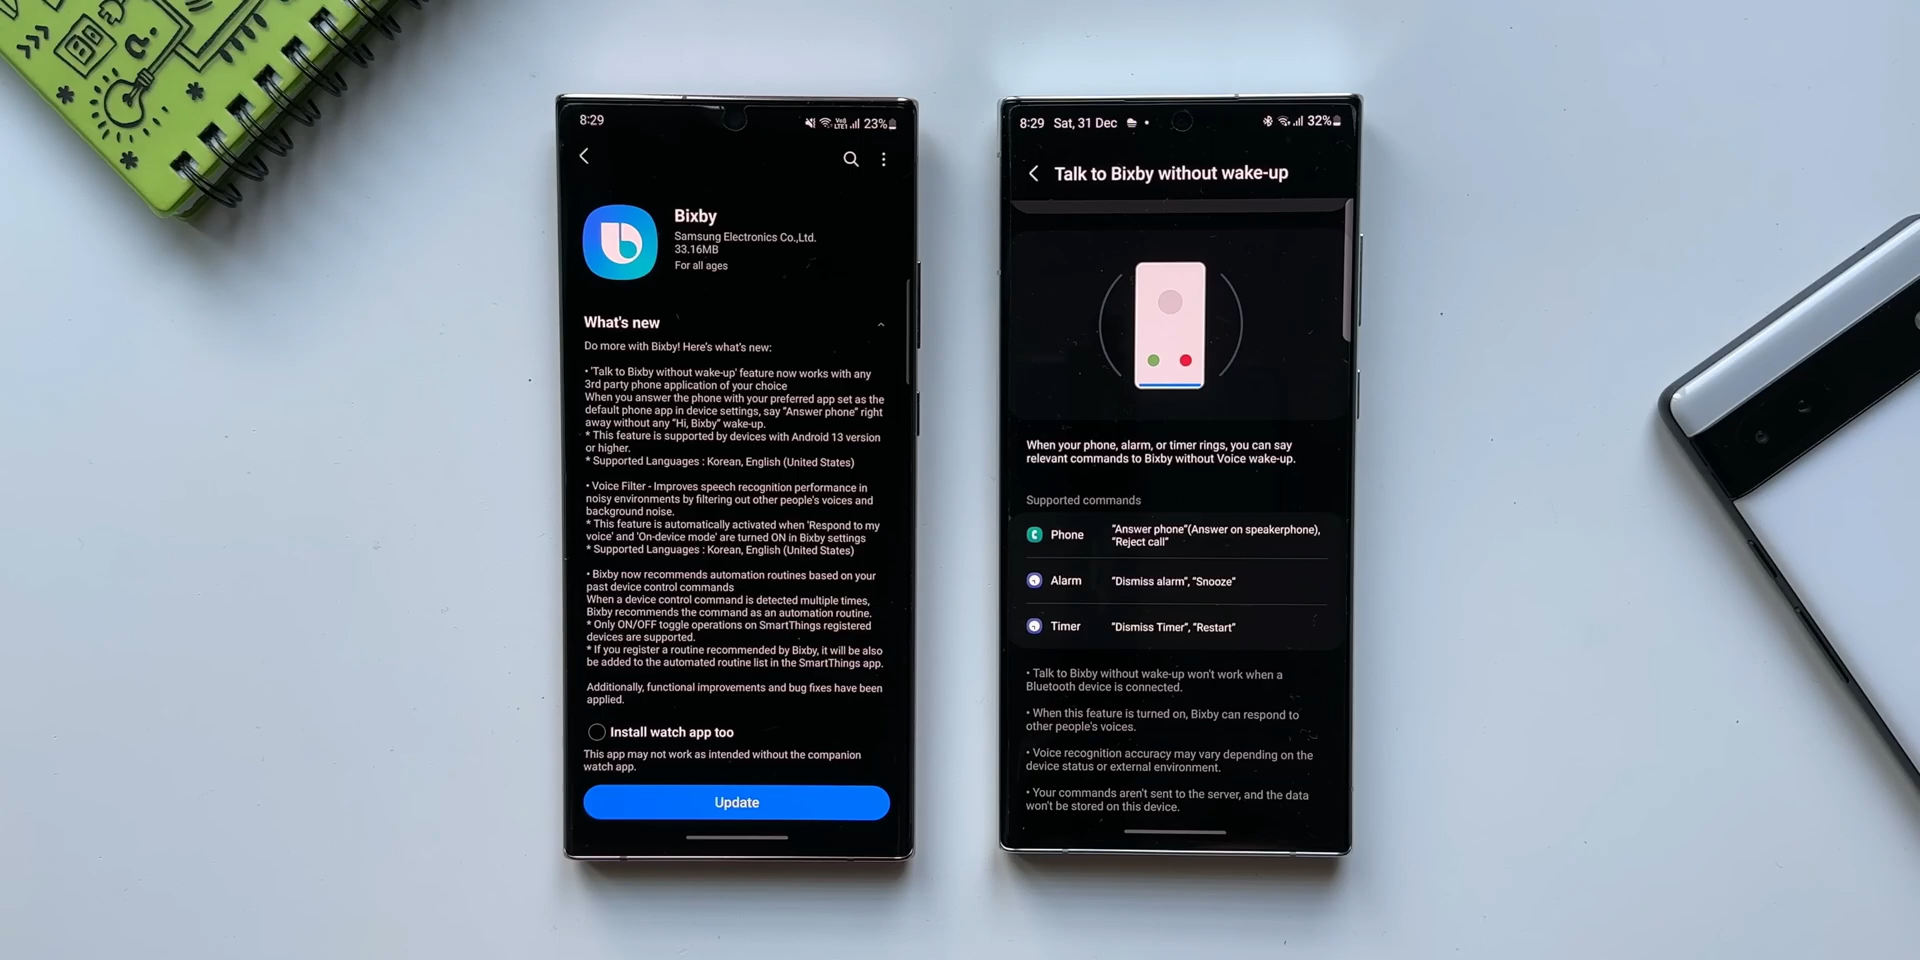 a.
8:29
Vo)) LTE1 23%
Bixby
Samsung Electronics Co.,Ltd.
33.16MB
For all ages
What's new
Do more with Bixby! Here's what's new:
• 'Talk to Bixby without wake-up' feature now works with any
3rd party phone application of your choice
When you answer the phone with your preferred app set as the
default phone app in device settings, say "Answer phone" right
away without any "Hi, Bixby" wake-up.
* This feature is supported by devices with Android 13 version
or higher.
* Supported Languages : Korean, English (United States)
• Voice Filter - Improves speech recognition performance in
noisy environments by filtering out other people's voices and
background noise.
* This feature is automatically activated when 'Respond to my
voice' and 'On-device mode' are turned ON in Bixby settings
* Supported Languages : Korean, English (United States)
• Bixby now recommends automation routines based on your
past device control commands
When a device control command is detected multiple times,
Bixby recommends the command as an automation routine.
* Only ON/OFF toggle operations on SmartThings registered
devices are supported.
* If you register a routine recommended by Bixby, it will be also
be added to the automated routine list in the SmartThings app.
Additionally, functional improvements and bug fixes have been
applied.
Install watch app too
This app may not work as intended without the companion
watch app.
Update
8:29 Sat, 31 Dec 32%
Talk to Bixby without wake-up
When your phone, alarm, or timer rings, you can say
relevant commands to Bixby without Voice wake-up.
Supported commands
Phone "Answer phone"(Answer on speakerphone),
"Reject call"
Alarm "Dismiss alarm", "Snooze"
Timer "Dismiss Timer", "Restart"
• Talk to Bixby without wake-up won't work when a
Bluetooth device is connected.
• When this feature is turned on, Bixby can respond to
other people's voices.
• Voice recognition accuracy may vary depending on the
device status or external environment.
• Your commands aren't sent to the server, and the data
won't be stored on this device.